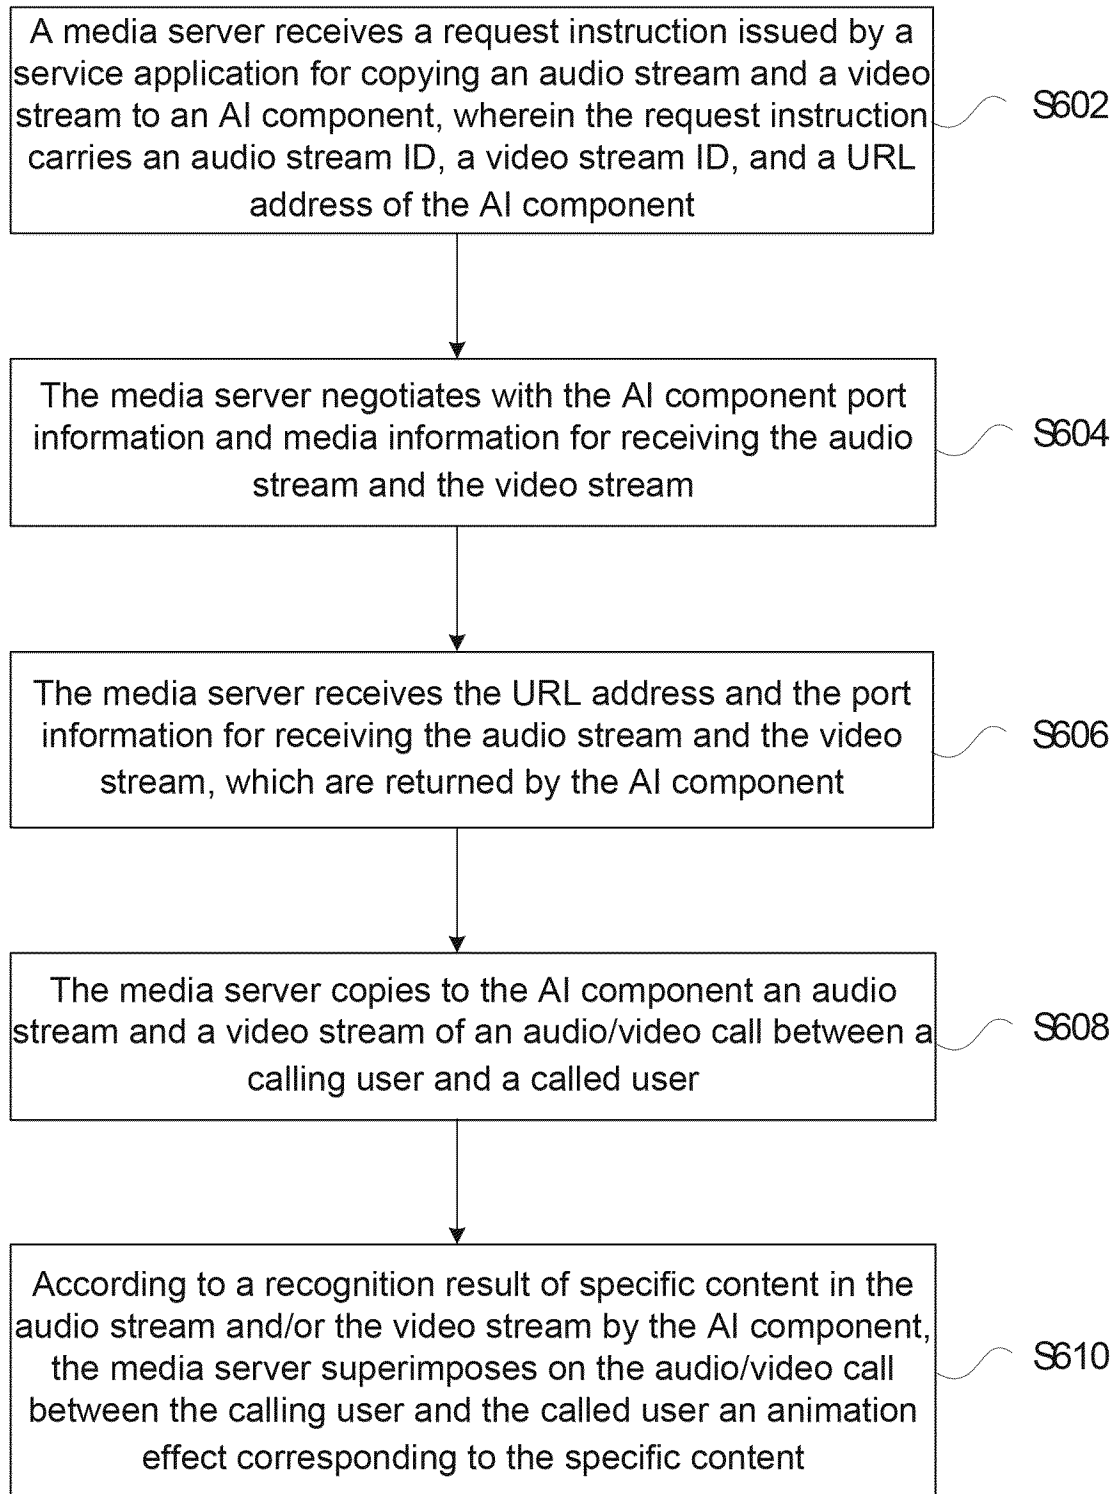 A media server receives a request instruction issued by a
service application for copying an audio stream and a video
stream to an AI component, wherein the request instruction
carries an audio stream ID, a video stream ID, and a URL
address of the AI component
S602
The media server negotiates with the AI component port
information and media information for receiving the audio
stream and the video stream
S604
The media server receives the URL address and the port
information for receiving the audio stream and the video
stream, which are returned by the AI component
S606
The media server copies to the AI component an audio
stream and a video stream of an audio/video call between a
calling user and a called user
S608
According to a recognition result of specific content in the
audio stream and/or the video stream by the AI component,
the media server superimposes on the audio/video call
between the calling user and the called user an animation
effect corresponding to the specific content
S610